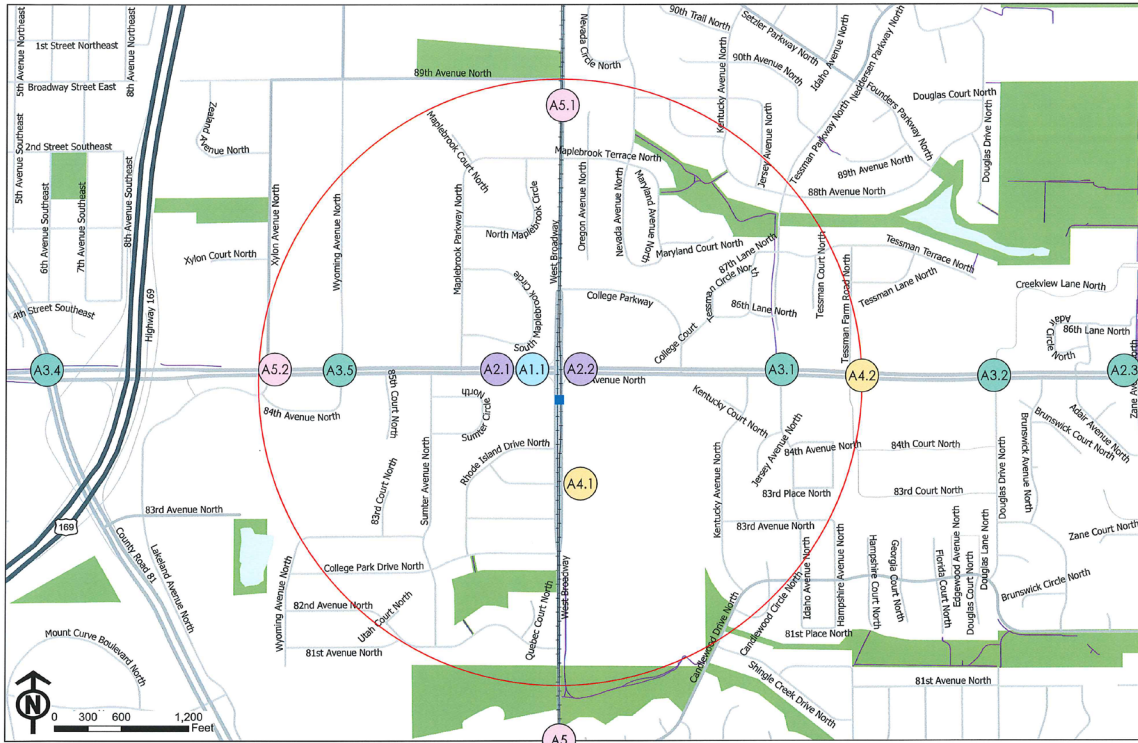 1st Street Northeast
5th Avenue Northeast
8th Avenue Northeast
Broadway Street East
2nd Street Southeast
5th Avenue Southeast
6th Avenue Southeast
7th Avenue Southeast
8th Avenue Southeast
4th Street Southeast
Highway 169
Zealand Avenue North
Xylon Court North
Xylon Avenue North
Wyoming Avenue North
89th Avenue North
Maplebrook Court North
Maplebrook Parkway North
North Maplebrook Circle
South Maplebrook Circle
West Broadway
A5.1
Nevada Circle North
90th Trail North
Setzler Parkway North
Idaho Avenue North
Neddersen Parkway North
90th Avenue North
Kentucky Avenue North
Founders Parkway North
Douglas Court North
Douglas Drive North
Tessman Parkway North
89th Avenue North
88th Avenue North
Jersey Avenue North
Maplebrook Terrace North
Oregon Avenue North
Nevada Avenue North
Maryland Avenue North
Maryland Court North
87th Lane North
Tessman Circle North
86th Lane North
Tessman Court North
Tessman Farm Road North
Tessman Terrace North
Tessman Lane North
Creekview Lane North
Adair Circle North
86th Lane North
College Parkway
College Court
A3.4
A5.2
A3.5
A2.1
A1.1
A2.2
Avenue North
A3.1
A4.2
A3.2
A2.3
84th Avenue North
85th Court North
Sumter Circle North
Rhode Island Drive North
83rd Court North
Sumter Avenue North
A4.1
Kentucky Court North
Jersey Avenue North
84th Avenue North
83rd Place North
Kentucky Avenue North
83rd Avenue North
84th Court North
83rd Court North
Douglas Drive North
Brunswick Avenue North
Brunswick Court North
Adair Avenue North
Zane Court North
Brunswick Circle North
Hampshire Court North
Georgia Court North
Florida Court North
Edgewood Avenue North
Douglas Court North
Douglas Lane North
Idaho Avenue North
Hampshire Avenue North
81st Place North
Candlewood Circle North
Candlewood Drive North
Shingle Creek Drive North
81st Avenue North
169
83rd Avenue North
County Road 81
Lakeland Avenue North
Wyoming Avenue North
College Park Drive North
82nd Avenue North
Utah Court North
81st Avenue North
Quebec Court North
West Broadway
Mount Curve Boulevard North
N
0 300 600 1,200
Feet
A5